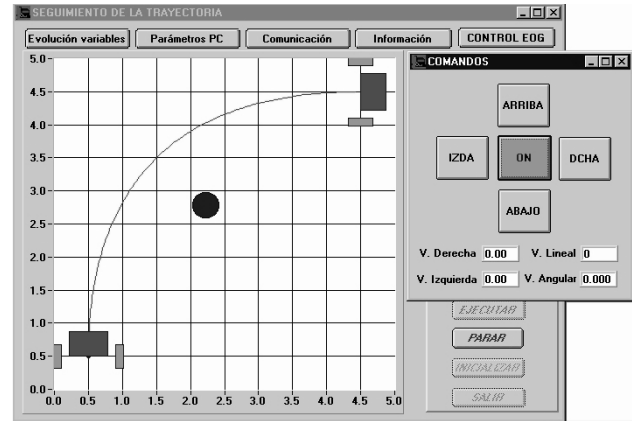 SEGUIMIENTO DE LA TRAYECTORIA
Evolución variables Parámetros PC Comunicación Información CONTROL EOG
COMANDOS
ARRIBA
IZDA ON DCHA
ABAJO
V. Derecha 0.00 V. Lineal 0
V. Izquierda 0.00 V. Angular 0.000
EJECUTAR
PARAR
INICIALIZAR
SALIR
5.0
4.5
4.0
3.5
3.0
2.5
2.0
1.5
1.0
0.5
0.0
0.0 0.5 1.0 1.5 2.0 2.5 3.0 3.5 4.0 4.5 5.0